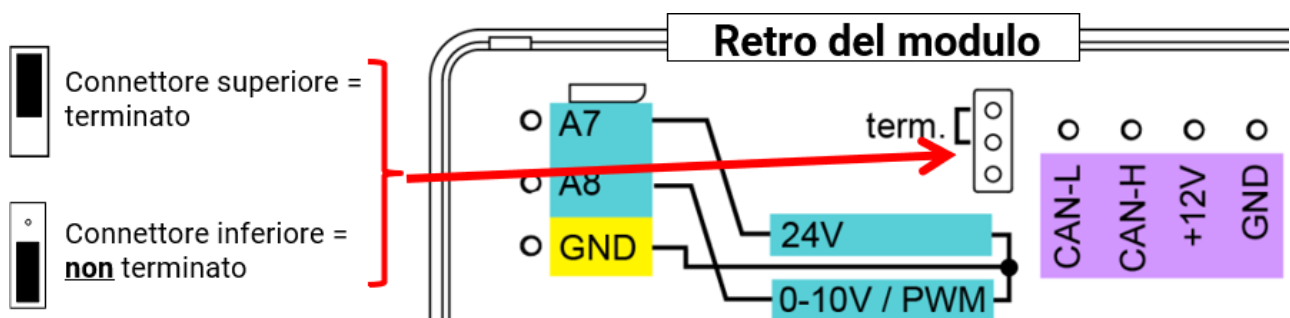 Retro del modulo
Connettore superiore =
terminato
Connettore inferiore =
non terminato
A7
A8
GND
24V
0-10V / PWM
term.
CAN-L
CAN-H
+12V
GND